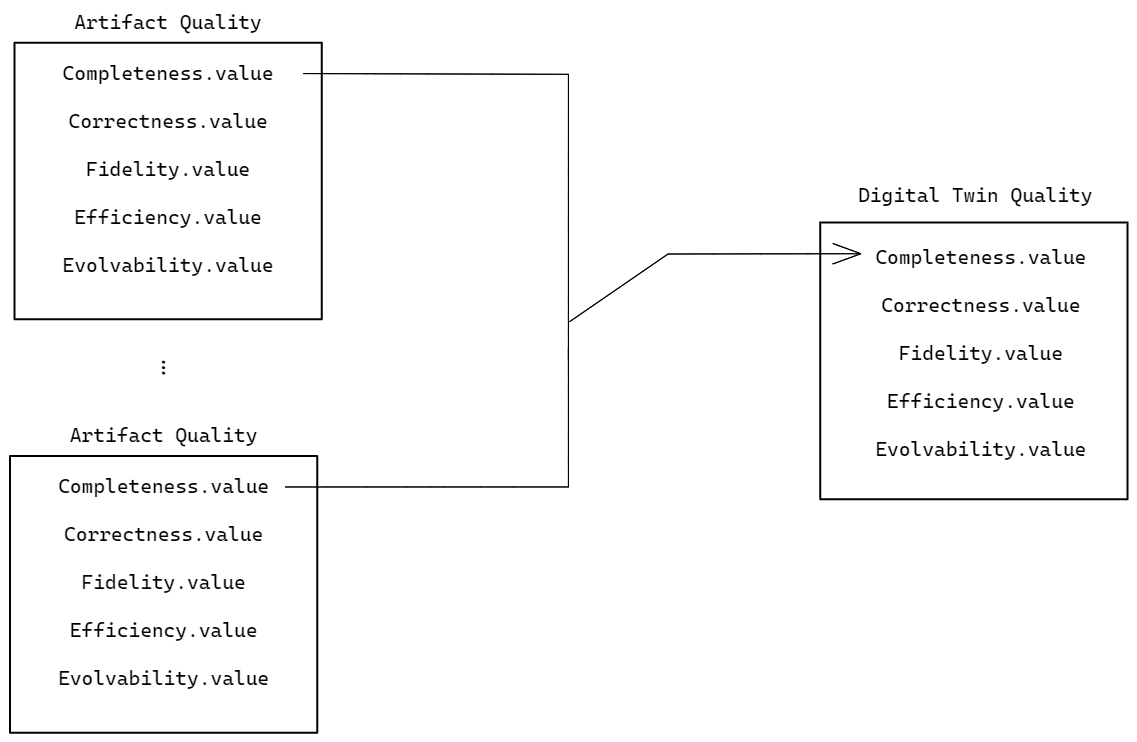 Artifact Quality
Completeness.value
Correctness.value
Fidelity.value
Efficiency.value
Evolvability.value
⋮
Artifact Quality
Completeness.value
Correctness.value
Fidelity.value
Efficiency.value
Evolvability.value
Digital Twin Quality
Completeness.value
Correctness.value
Fidelity.value
Efficiency.value
Evolvability.value